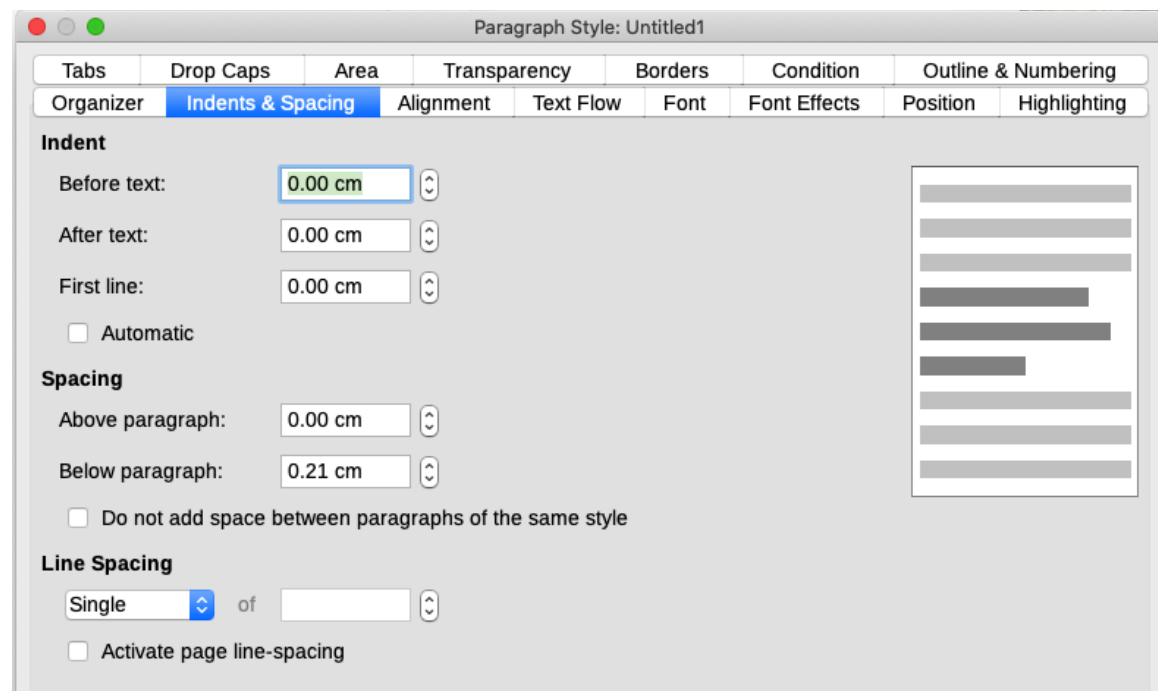 Paragraph Style: Untitled1
Tabs Drop Caps Area Transparency Borders Condition Outline & Numbering
Organizer Indents & Spacing Alignment Text Flow Font Font Effects Position Highlighting
Indent
Before text: 0.00 cm
After text: 0.00 cm
First line: 0.00 cm
Automatic
Spacing
Above paragraph: 0.00 cm
Below paragraph: 0.21 cm
Do not add space between paragraphs of the same style
Line Spacing
Single of
Activate page line-spacing